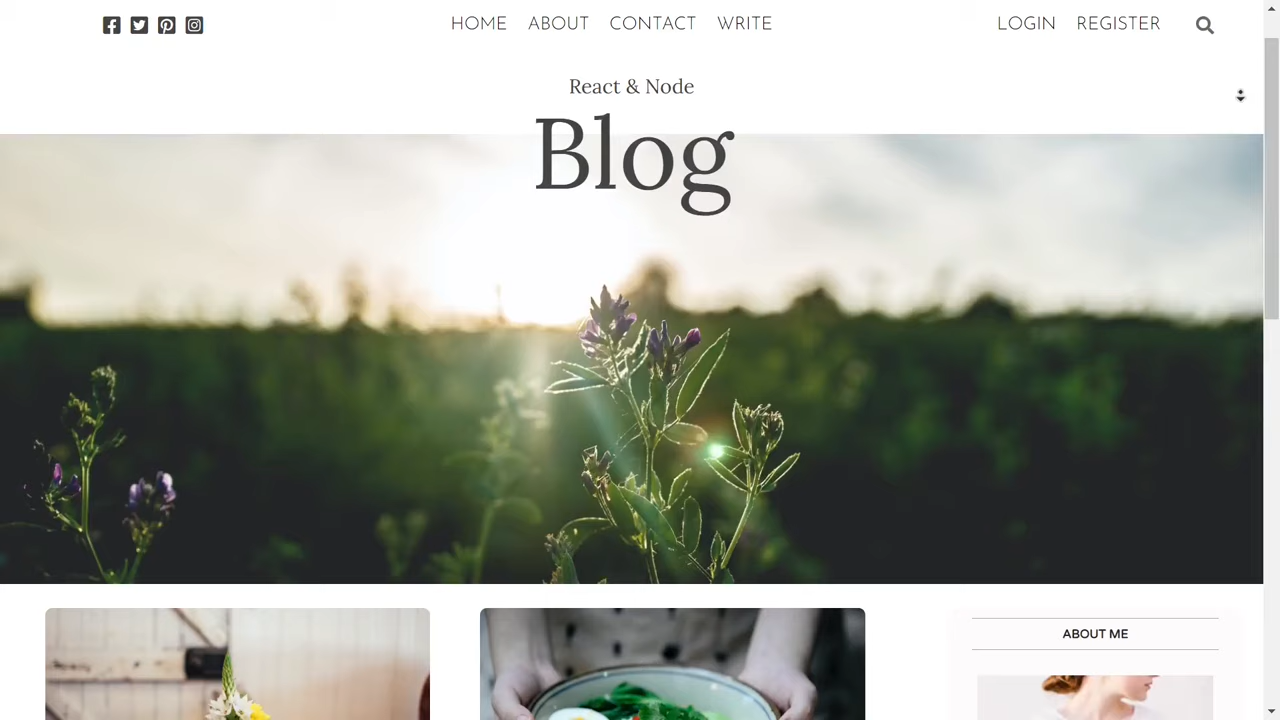 HOME ABOUT CONTACT WRITE LOGIN REGISTER
React & Node
Blog
ABOUT ME